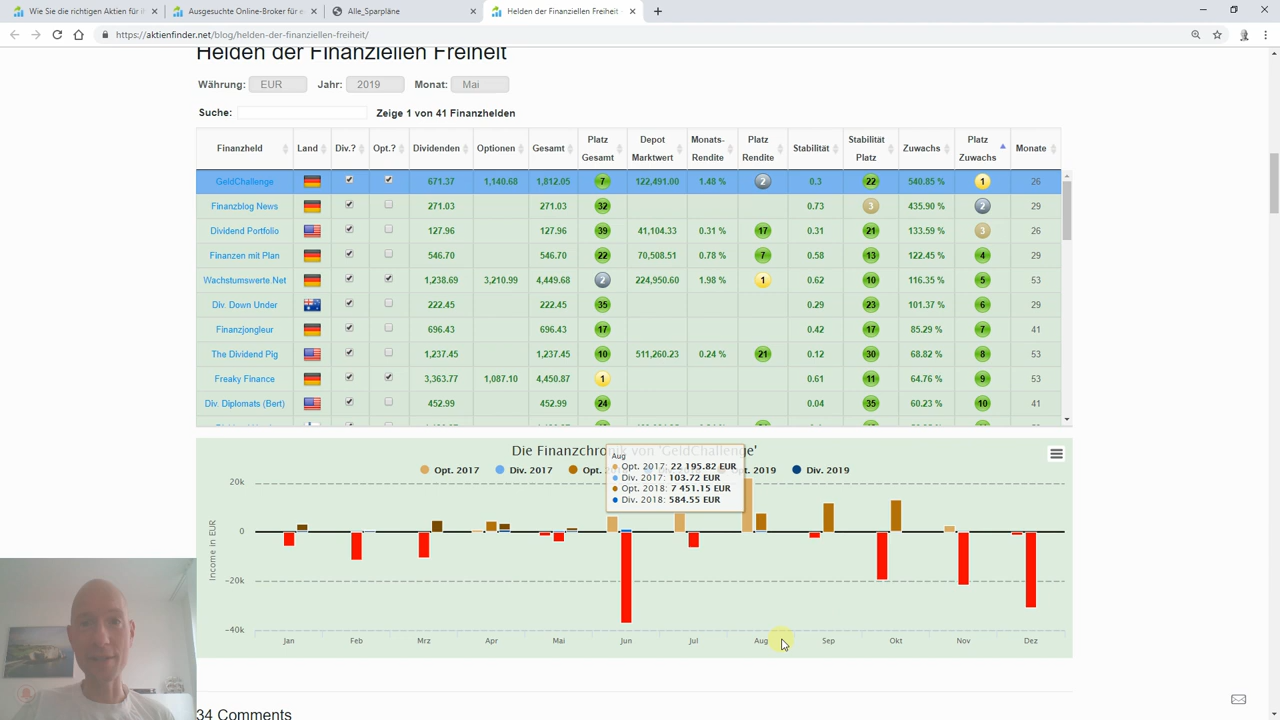 Wie Sie die richtigen Aktien für i
Ausgesuchte Online-Broker für e
Alle_Sparpläne
Helden der Finanziellen Freiheit
https://aktienfinder.net/blog/helden-der-finanziellen-freiheit/
Helden der Finanziellen Freiheit
Währung: EUR Jahr: 2019 Monat: Mai
Suche: Zeige 1 von 41 Finanzhelden
Finanzheld Land Div.? Opt.? Dividenden Optionen Gesamt Platz Gesamt Depot Marktwert Monats-Rendite Platz Rendite Stabilität Stabilität Platz Zuwachs Platz Zuwachs Monate
GeldChallenge 671.37 1,140.68 1,812.05 7 122,491.00 1.48 % 2 0.3 22 540.85 % 1 26
Finanzblog News 271.03 271.03 32 0.73 3 435.90 % 2 29
Dividend Portfolio 127.96 127.96 39 41,104.33 0.31 % 17 0.31 21 133.59 % 3 26
Finanzen mit Plan 546.70 546.70 22 70,508.51 0.78 % 7 0.58 13 122.45 % 4 29
Wachstumswerte.Net 1,238.69 3,210.99 4,449.68 2 224,950.60 1.98 % 1 0.62 10 116.35 % 5 53
Div. Down Under 222.45 222.45 35 0.29 23 101.37 % 6 29
Finanzjongleur 696.43 696.43 17 0.42 17 85.29 % 7 41
The Dividend Pig 1,237.45 1,237.45 10 511,260.23 0.24 % 21 0.12 30 68.82 % 8 53
Freaky Finance 3,363.77 1,087.10 4,450.87 1 0.61 11 64.76 % 9 53
Div. Diplomats (Bert) 452.99 452.99 24 0.04 35 60.23 % 10 41
Die Finanzchronik von 'GeldChallenge'
Opt. 2017 Div. 2017 Opt. Opt. 2019 Div. 2019
Aug
Opt. 2017: 22 195.82 EUR
Div. 2017: 103.72 EUR
Opt. 2018: 7 451.15 EUR
Div. 2018: 584.55 EUR
Income in EUR
20k
0
-20k
-40k
Jan Feb Mrz Apr Mai Jun Jul Aug Sep Okt Nov Dez
34 Comments